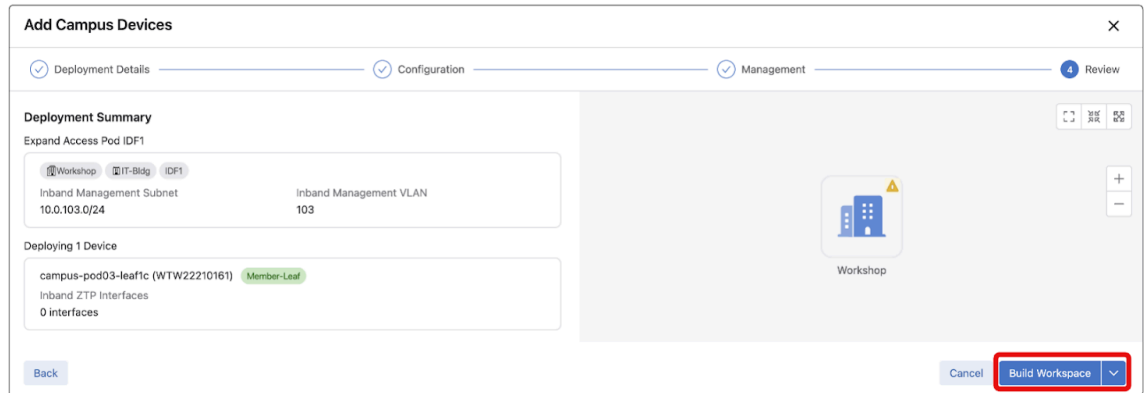 Add Campus Devices
Deployment Details
Configuration
Management
4 Review
Deployment Summary
Expand Access Pod IDF1
Workshop IT-Bldg IDF1
Inband Management Subnet Inband Management VLAN
10.0.103.0/24 103
Deploying 1 Device
campus-pod03-leaf1c (WTW22210161) Member-Leaf
Inband ZTP Interfaces
0 interfaces
Workshop
Back
Cancel
Build Workspace